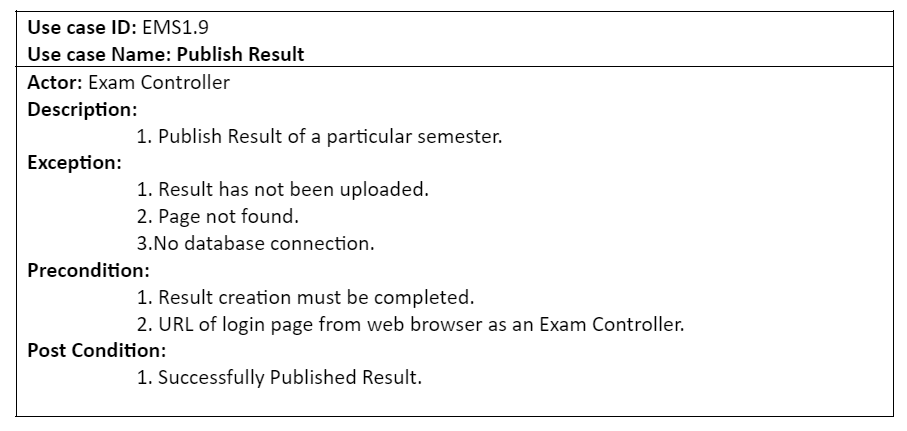 Use case ID: EMS1.9
Use case Name: Publish Result
Actor: Exam Controller
Description:
1. Publish Result of a particular semester.
Exception:
1. Result has not been uploaded.
2. Page not found.
3.No database connection.
Precondition:
1. Result creation must be completed.
2. URL of login page from web browser as an Exam Controller.
Post Condition:
1. Successfully Published Result.